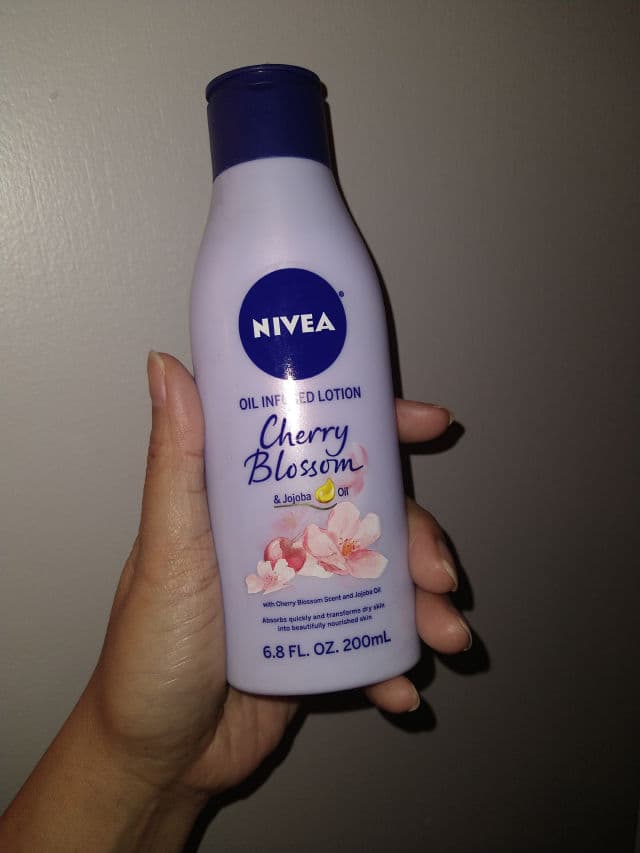 NIVEA
®
OIL INFUSED LOTION
Cherry
Blossom
& Jojoba Oil
with Cherry Blossom Scent and Jojoba Oil
Absorbs quickly and transforms dry skin
into beautifully nourished skin
6.8 FL. OZ. 200mL